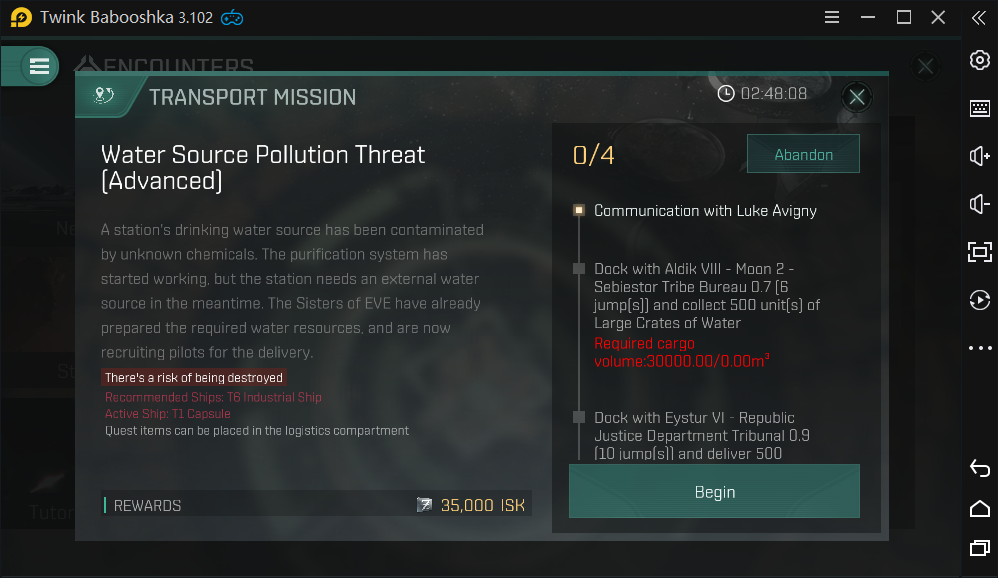 Twink Babooshka 3.102
ENCOUNTERS
TRANSPORT MISSION
02:48:08
Water Source Pollution Threat
[Advanced]
A station's drinking water source has been contaminated
by unknown chemicals. The purification system has
started working, but the station needs an external water
source in the meantime. The Sisters of EVE have already
prepared the required water resources, and are now
recruiting pilots for the delivery.
There's a risk of being destroyed
Recommended Ships: T6 Industrial Ship
Active Ship: T1 Capsule
Quest items can be placed in the logistics compartment
REWARDS
35,000 ISK
0/4
Abandon
Communication with Luke Avigny
Dock with Aldik VIII - Moon 2 -
Sebiestor Tribe Bureau 0.7 [6
jump[s]] and collect 500 unit[s] of
Large Crates of Water
Required cargo
volume:30000.00/0.00m³
Dock with Eystur VI - Republic
Justice Department Tribunal 0.9
[10 jump[s]] and deliver 500
Begin